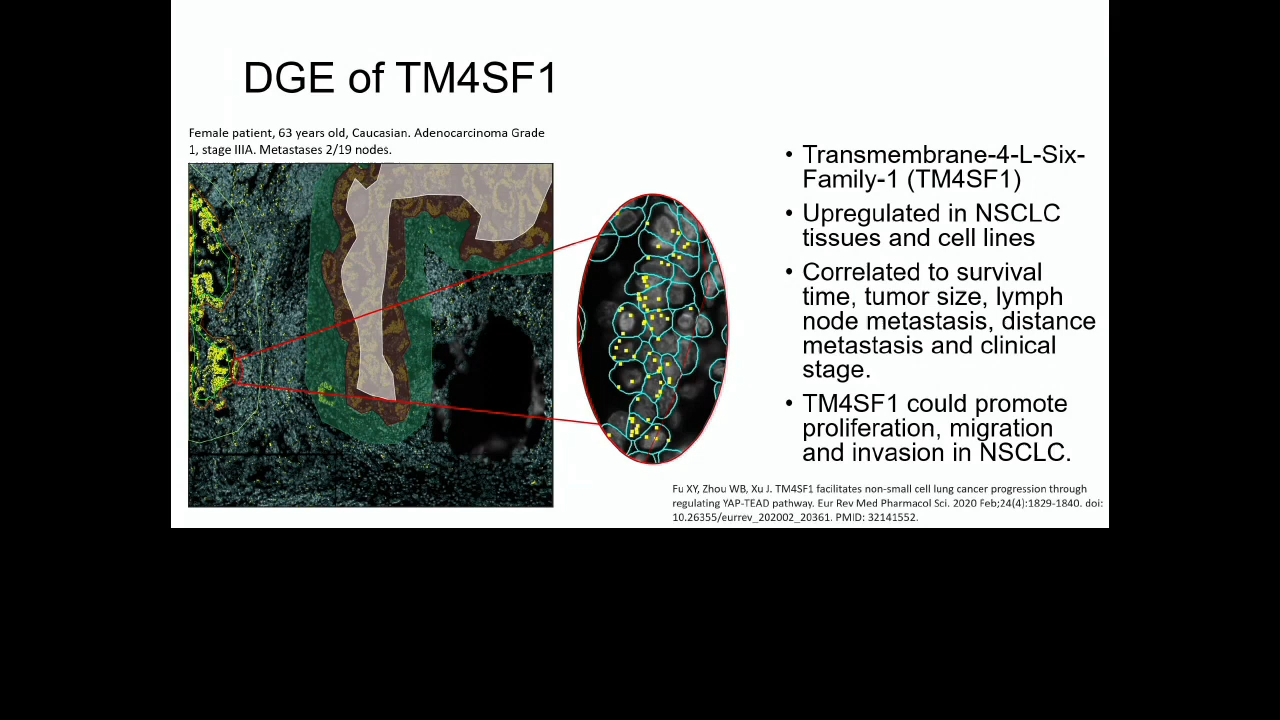 DGE of TM4SF1
Female patient, 63 years old, Caucasian. Adenocarcinoma Grade
1, stage IIIA. Metastases 2/19 nodes.
• Transmembrane-4-L-Six-
Family-1 (TM4SF1)
• Upregulated in NSCLC
tissues and cell lines
• Correlated to survival
time, tumor size, lymph
node metastasis, distance
metastasis and clinical
stage.
• TM4SF1 could promote
proliferation, migration
and invasion in NSCLC.
Fu XY, Zhou WB, Xu J. TM4SF1 facilitates non-small cell lung cancer progression through
regulating YAP-TEAD pathway. Eur Rev Med Pharmacol Sci. 2020 Feb;24(4):1829-1840. doi:
10.26355/eurrev_202002_20361. PMID: 32141552.